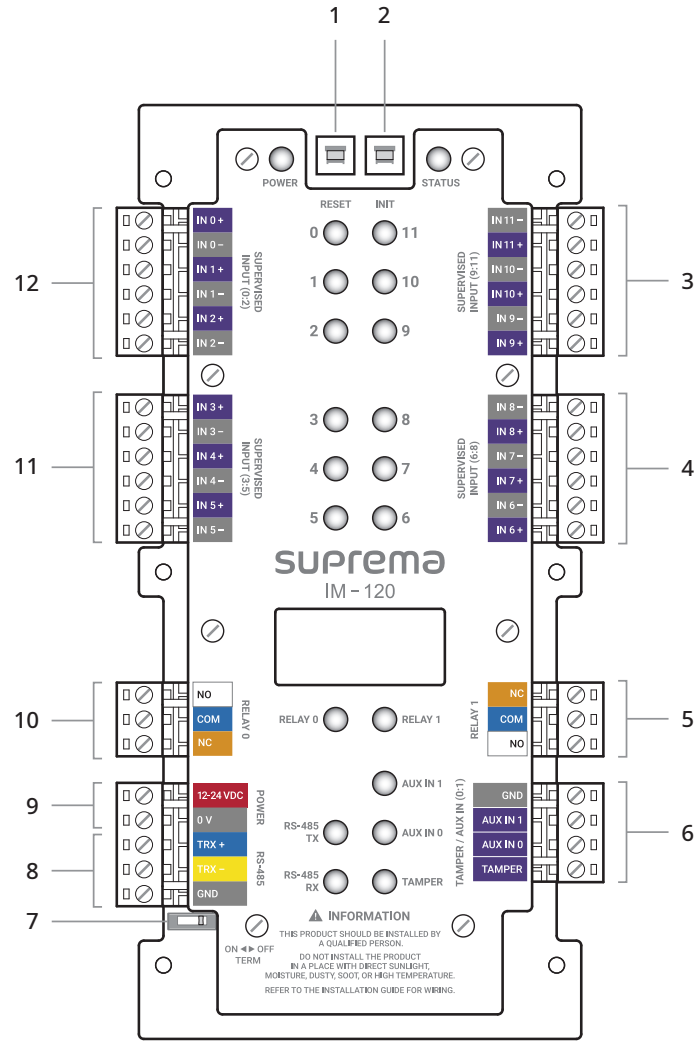 1 2
POWER STATUS
RESET INIT
IN 0 +
IN 0 −
IN 1 +
IN 1 −
IN 2 +
IN 2 −
SUPERVISED
INPUT (0:2)
12
0 11
1 10
2 9
IN 11 −
IN 11 +
IN 10 −
IN 10 +
IN 9 −
IN 9 +
SUPERVISED
INPUT (9:11)
3
IN 3 +
IN 3 −
IN 4 +
IN 4 −
IN 5 +
IN 5 −
SUPERVISED
INPUT (3:5)
11
3 8
4 7
5 6
IN 8 −
IN 8 +
IN 7 −
IN 7 +
IN 6 −
IN 6 +
SUPERVISED
INPUT (6:8)
4
suprema
IM − 120
10
NO
COM
NC
RELAY 0
RELAY 0 RELAY 1
RELAY 1
NC
COM
NO
5
9
12-24 VDC
0 V
POWER
8
TRX +
TRX −
GND
RS-485
AUX IN 1
RS-485
TX
AUX IN 0
RS-485
RX
TAMPER
TAMPER / AUX IN (0:1)
GND
AUX IN 1
AUX IN 0
TAMPER
6
7
ON ◀ ▶ OFF
TERM
⚠ INFORMATION
THIS PRODUCT SHOULD BE INSTALLED BY
A QUALIFIED PERSON.
DO NOT INSTALL THE PRODUCT
IN A PLACE WITH DIRECT SUNLIGHT,
MOISTURE, DUSTY, SOOT, OR HIGH TEMPERATURE.
REFER TO THE INSTALLATION GUIDE FOR WIRING.